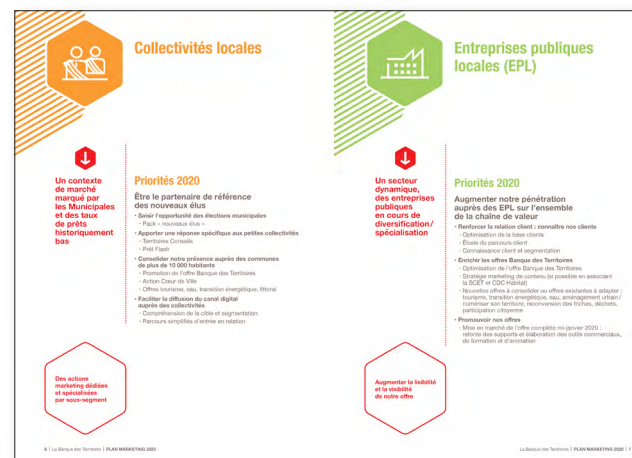 Collectivités locales
Un contexte
de marché
marqué par
les Municipales
et des taux
de prêts
historiquement
bas
Priorités 2020
Être le partenaire de référence
des nouveaux élus
• Saisir l'opportunité des élections municipales
- Pack « nouveaux élus »
• Apporter une réponse spécifique aux petites collectivités
- Territoires Conseils
- Prêt Flash
• Consolider notre présence auprès des communes
de plus de 10 000 habitants
- Promotion de l'offre Banque des Territoires
- Action Cœur de Ville
- Offres tourisme, eau, transition énergétique, littoral
• Faciliter la diffusion du canal digital
auprès des collectivités
- Compréhension de la cible et segmentation
- Parcours simplifiés d'entrée en relation
Des actions
marketing dédiées
et spécialisées
par sous-segment
6 | La Banque des Territoires | PLAN MARKETING 2020
Entreprises publiques
locales (EPL)
Un secteur
dynamique,
des entreprises
publiques
en cours de
diversification/
spécialisation
Priorités 2020
Augmenter notre pénétration
auprès des EPL sur l'ensemble
de la chaîne de valeur
• Renforcer la relation client : connaître nos clients
- Optimisation de la base clients
- Étude du parcours client
- Connaissance client et segmentation
• Enrichir les offres Banque des Territoires
- Optimisation de l'offre Banque des Territoires
- Stratégie marketing de contenu (si possible en associant
la SCET et CDC Habitat)
- Nouvelles offres à consolider ou offres existantes à adapter :
tourisme, transition énergétique, eau, aménagement urbain/
numériser son territoire, reconversion des friches, déchets,
participation citoyenne
• Promouvoir nos offres
- Mise en marché de l'offre complète mi-janvier 2020 :
refonte des supports et élaboration des outils commerciaux,
de formation et d'animation
Augmenter la lisibilité
et la visibilité
de notre offre
La Banque des Territoires | PLAN MARKETING 2020 |